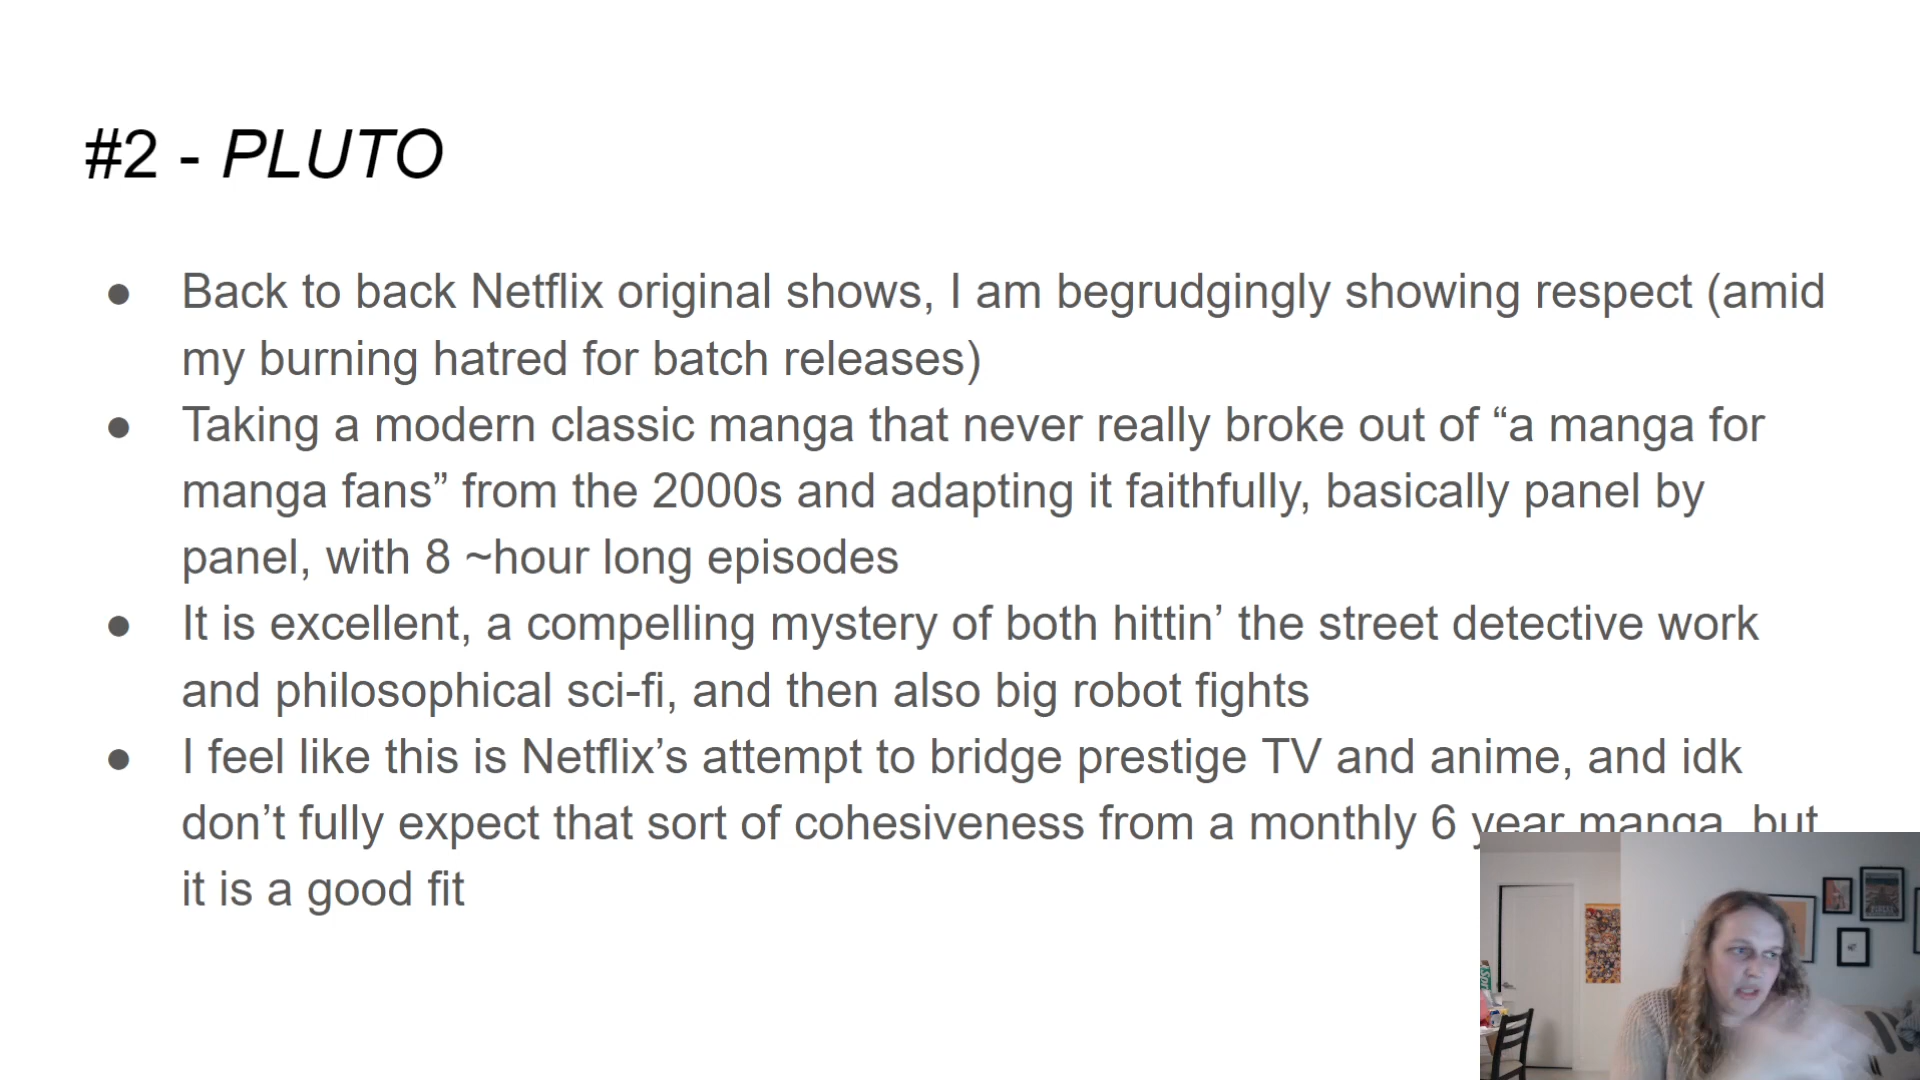 #2 - PLUTO
● Back to back Netflix original shows, I am begrudgingly showing respect (amid
my burning hatred for batch releases)
● Taking a modern classic manga that never really broke out of “a manga for
manga fans” from the 2000s and adapting it faithfully, basically panel by
panel, with 8 ~hour long episodes
● It is excellent, a compelling mystery of both hittin’ the street detective work
and philosophical sci-fi, and then also big robot fights
● I feel like this is Netflix’s attempt to bridge prestige TV and anime, and idk
don’t fully expect that sort of cohesiveness from a monthly 6 year manga, but
it is a good fit